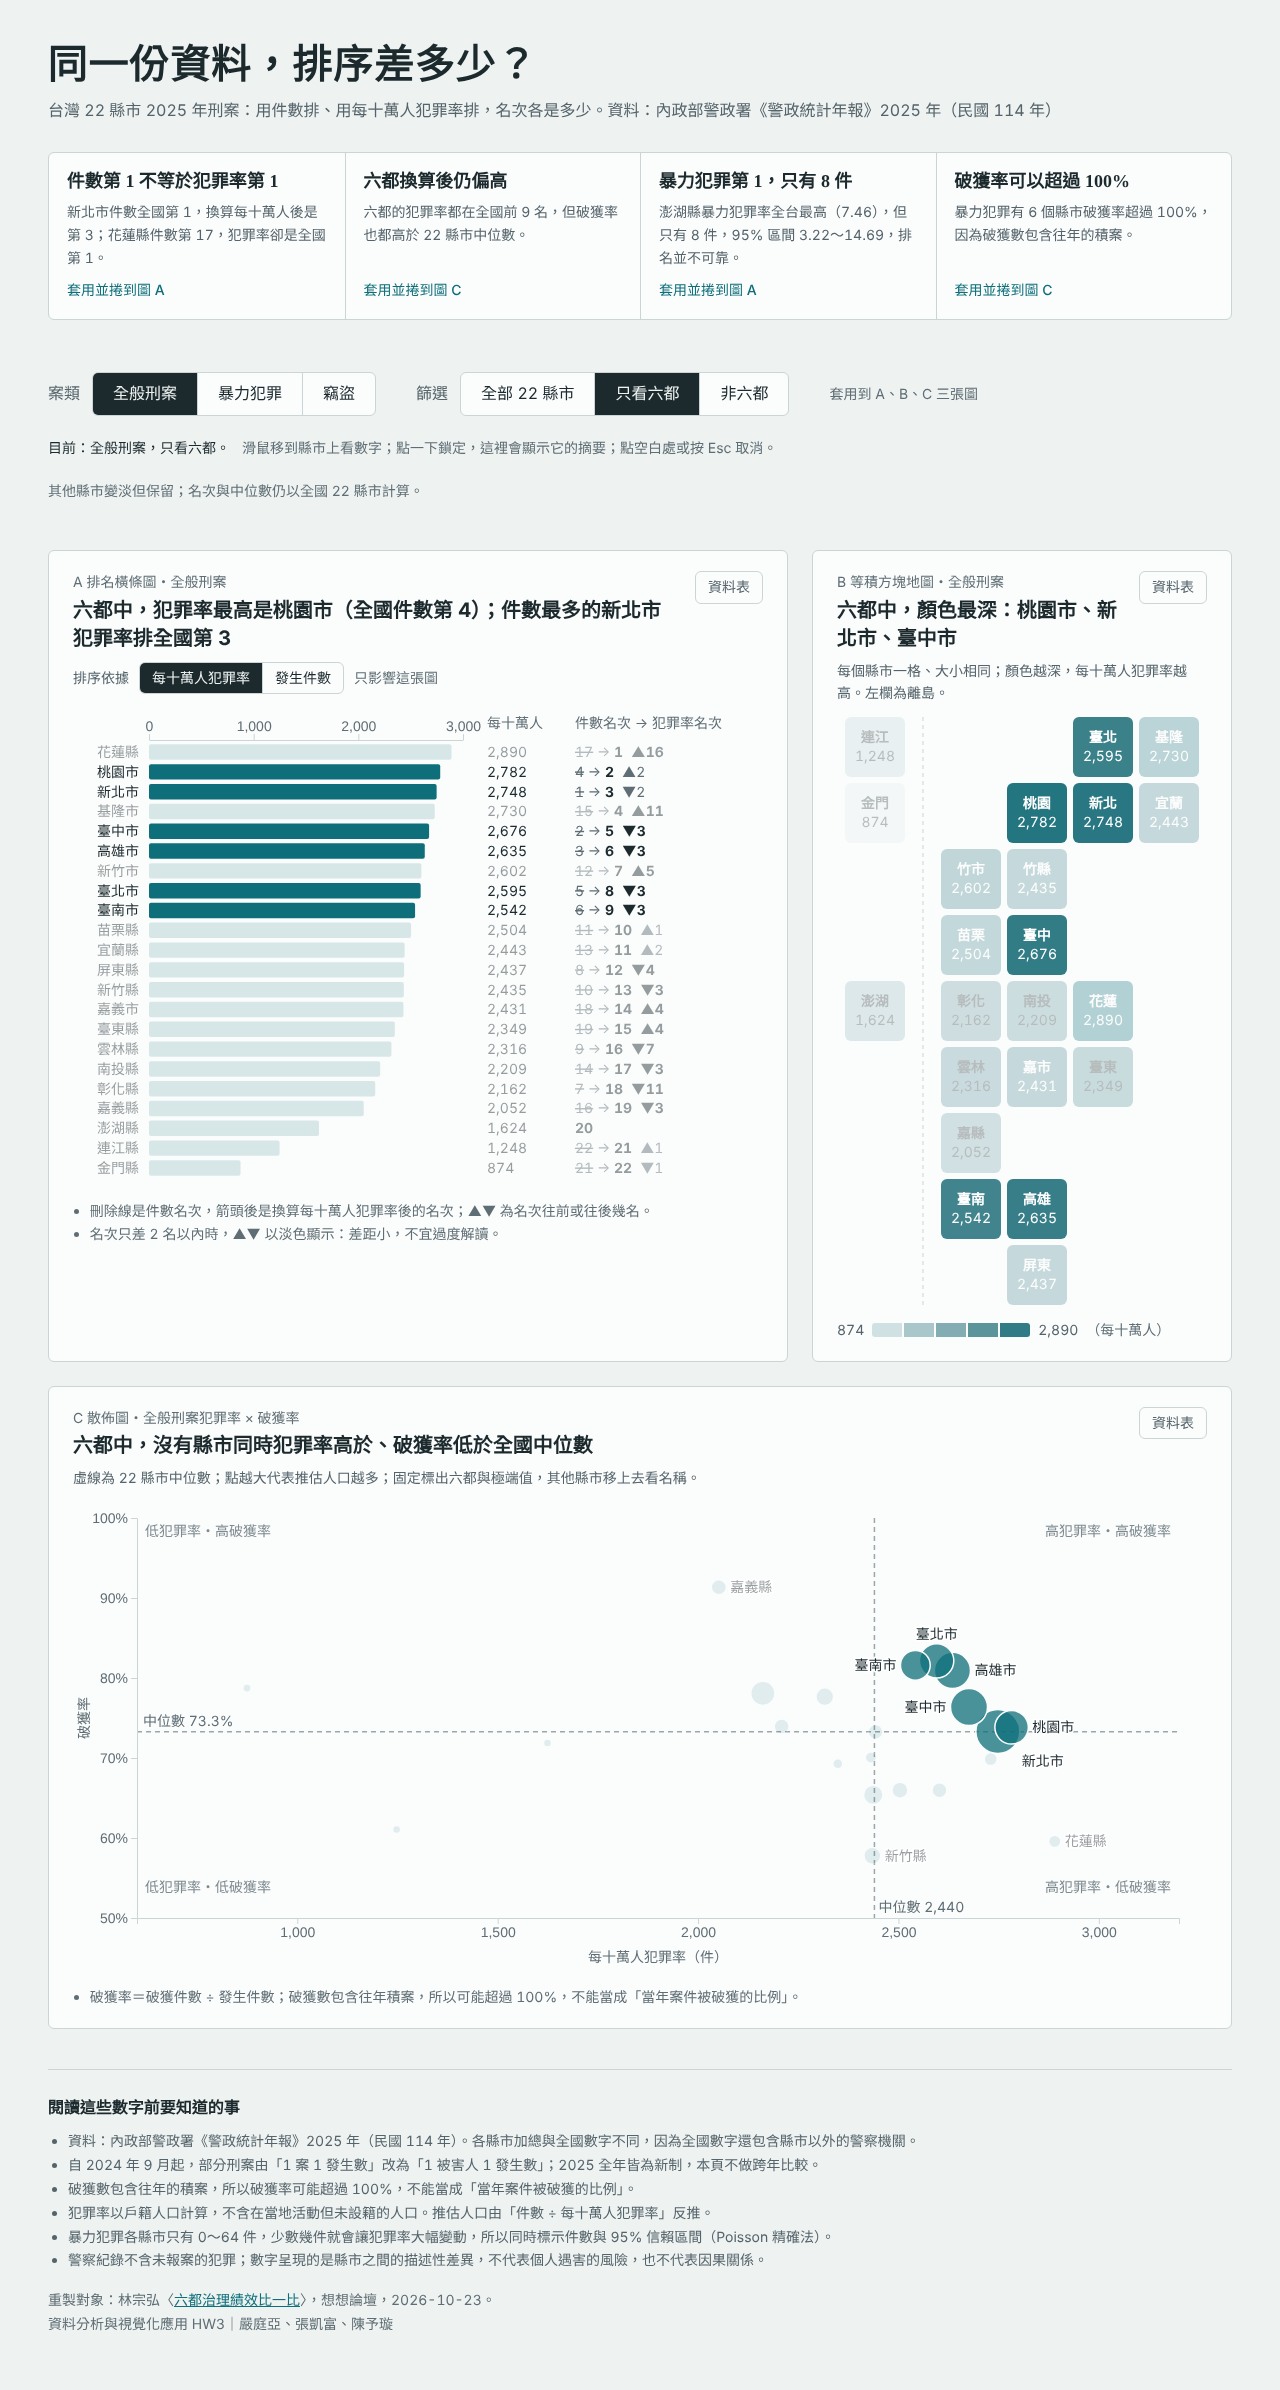 同一份資料，排序差多少？
台灣 22 縣市 2025 年刑案：用件數排、用每十萬人犯罪率排，名次各是多少。資料：內政部警政署《警政統計年報》2025 年（民國 114 年）
件數第 1 不等於犯罪率第 1
新北市件數全國第 1，換算每十萬人後是
第 3；花蓮縣件數第 17，犯罪率卻是全國
第 1。
套用並捲到圖 A
六都換算後仍偏高
六都的犯罪率都在全國前 9 名，但破獲率
也都高於 22 縣市中位數。
套用並捲到圖 C
暴力犯罪第 1，只有 8 件
澎湖縣暴力犯罪率全台最高（7.46），但
只有 8 件，95% 區間 3.22～14.69，排
名並不可靠。
套用並捲到圖 A
破獲率可以超過 100%
暴力犯罪有 6 個縣市破獲率超過 100%，
因為破獲數包含往年的積案。
套用並捲到圖 C
案類 全般刑案 暴力犯罪 竊盜 篩選 全部 22 縣市 只看六都 非六都 套用到 A、B、C 三張圖
目前：全般刑案，只看六都。 滑鼠移到縣市上看數字；點一下鎖定，這裡會顯示它的摘要；點空白處或按 Esc 取消。
其他縣市變淡但保留；名次與中位數仍以全國 22 縣市計算。
A 排名橫條圖・全般刑案
資料表
六都中，犯罪率最高是桃園市（全國件數第 4）；件數最多的新北市
犯罪率排全國第 3
排序依據 每十萬人犯罪率 發生件數 只影響這張圖
0 1,000 2,000 3,000 每十萬人 件數名次 → 犯罪率名次
花蓮縣 2,890 17 → 1 ▲16
桃園市 2,782 4 → 2 ▲2
新北市 2,748 1 → 3 ▼2
基隆市 2,730 15 → 4 ▲11
臺中市 2,676 2 → 5 ▼3
高雄市 2,635 3 → 6 ▼3
新竹市 2,602 12 → 7 ▲5
臺北市 2,595 5 → 8 ▼3
臺南市 2,542 6 → 9 ▼3
苗栗縣 2,504 11 → 10 ▲1
宜蘭縣 2,443 13 → 11 ▲2
屏東縣 2,437 8 → 12 ▼4
新竹縣 2,435 10 → 13 ▼3
嘉義市 2,431 18 → 14 ▲4
臺東縣 2,349 19 → 15 ▲4
雲林縣 2,316 9 → 16 ▼7
南投縣 2,209 14 → 17 ▼3
彰化縣 2,162 7 → 18 ▼11
嘉義縣 2,052 16 → 19 ▼3
澎湖縣 1,624 20
連江縣 1,248 22 → 21 ▲1
金門縣 874 21 → 22 ▼1
• 刪除線是件數名次，箭頭後是換算每十萬人犯罪率後的名次；▲▼ 為名次往前或往後幾名。
• 名次只差 2 名以內時，▲▼ 以淡色顯示：差距小，不宜過度解讀。
B 等積方塊地圖・全般刑案
資料表
六都中，顏色最深：桃園市、新
北市、臺中市
每個縣市一格、大小相同；顏色越深，每十萬人犯罪率越
高。左欄為離島。
連江 臺北 基隆
1,248 2,595 2,730
金門 桃園 新北 宜蘭
874 2,782 2,748 2,443
竹市 竹縣
2,602 2,435
苗栗 臺中
2,504 2,676
澎湖 彰化 南投 花蓮
1,624 2,162 2,209 2,890
雲林 嘉市 臺東
2,316 2,431 2,349
嘉縣
2,052
臺南 高雄
2,542 2,635
屏東
2,437
874 2,890 （每十萬人）
C 散佈圖・全般刑案犯罪率 × 破獲率
資料表
六都中，沒有縣市同時犯罪率高於、破獲率低於全國中位數
虛線為 22 縣市中位數；點越大代表推估人口越多；固定標出六都與極端值，其他縣市移上去看名稱。
100%
低犯罪率・高破獲率 高犯罪率・高破獲率
90%
嘉義縣
臺北市
臺南市
高雄市
80%
臺中市
破獲率
中位數 73.3%
桃園市
70%
新北市
60%
花蓮縣
新竹縣
低犯罪率・低破獲率 高犯罪率・低破獲率
中位數 2,440
50%
1,000 1,500 2,000 2,500 3,000
每十萬人犯罪率（件）
• 破獲率＝破獲件數 ÷ 發生件數；破獲數包含往年積案，所以可能超過 100%，不能當成「當年案件被破獲的比例」。
閱讀這些數字前要知道的事
• 資料：內政部警政署《警政統計年報》2025 年（民國 114 年）。各縣市加總與全國數字不同，因為全國數字還包含縣市以外的警察機關。
• 自 2024 年 9 月起，部分刑案由「1 案 1 發生數」改為「1 被害人 1 發生數」；2025 全年皆為新制，本頁不做跨年比較。
• 破獲數包含往年的積案，所以破獲率可能超過 100%，不能當成「當年案件被破獲的比例」。
• 犯罪率以戶籍人口計算，不含在當地活動但未設籍的人口。推估人口由「件數 ÷ 每十萬人犯罪率」反推。
• 暴力犯罪各縣市只有 0～64 件，少數幾件就會讓犯罪率大幅變動，所以同時標示件數與 95% 信賴區間（Poisson 精確法）。
• 警察紀錄不含未報案的犯罪；數字呈現的是縣市之間的描述性差異，不代表個人遇害的風險，也不代表因果關係。
重製對象：林宗弘〈六都治理績效比一比〉，想想論壇，2026-10-23。
資料分析與視覺化應用 HW3｜嚴庭亞、張凱富、陳予璇